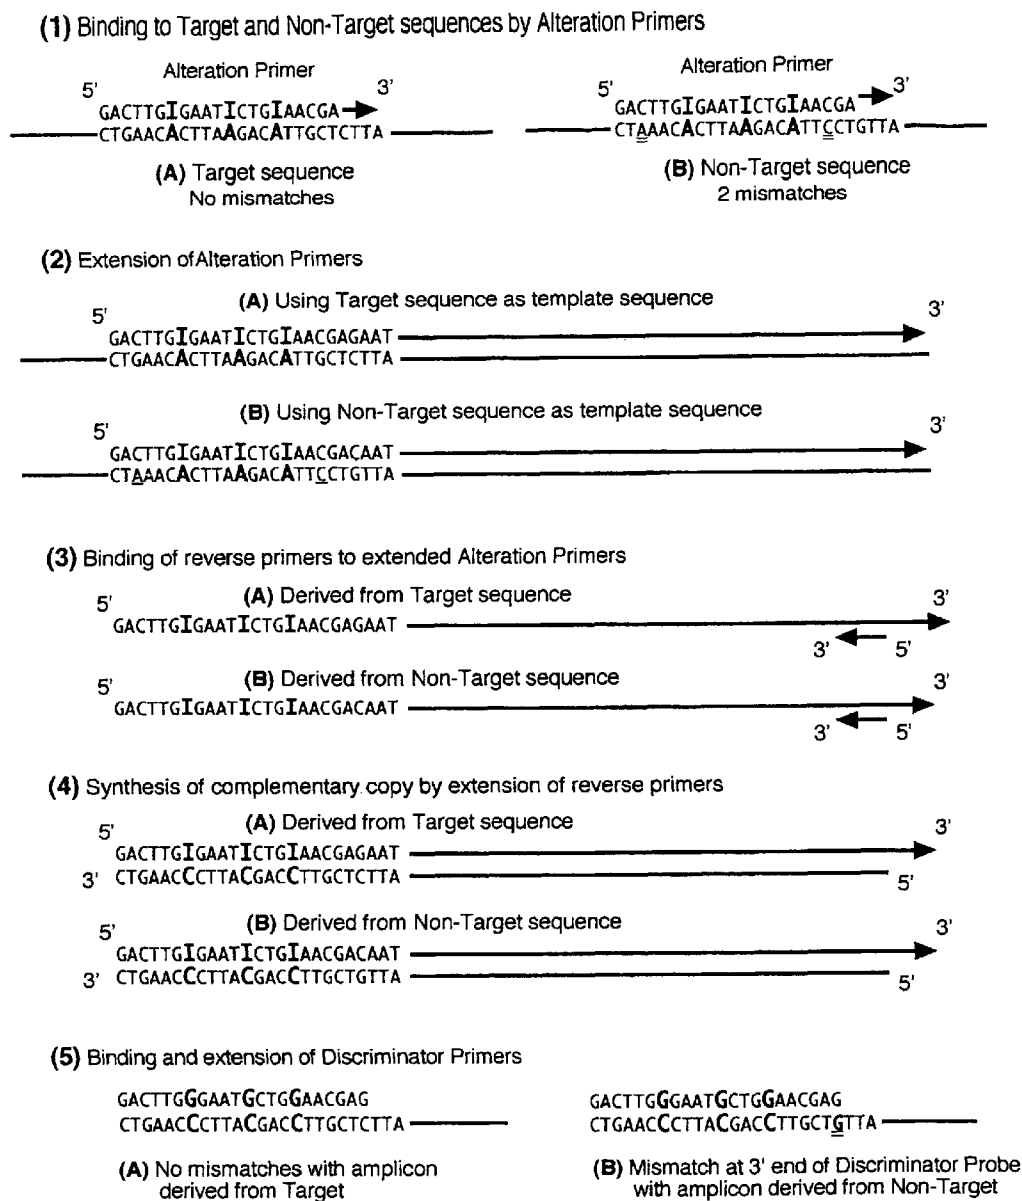 (1) Binding to Target and Non-Target sequences by Alteration Primers
Alteration Primer
5' 3'
GACTTGIGAATICTGIAACGA
CTGAACACTTAAGACATTGCTCTTA
(A) Target sequence
No mismatches
Alteration Primer
5' 3'
GACTTGIGAATICTGIAACGA
CTAAACACTTAAGACATTCCTGTTA
(B) Non-Target sequence
2 mismatches
(2) Extension of Alteration Primers
(A) Using Target sequence as template sequence
5' 3'
GACTTGIGAATICTGIAACGAGAAT
CTGAACACTTAAGACATTGCTCTTA
(B) Using Non-Target sequence as template sequence
5' 3'
GACTTGIGAATICTGIAACGACAAT
CTAAACACTTAAGACATTCCTGTTA
(3) Binding of reverse primers to extended Alteration Primers
(A) Derived from Target sequence
5' 3'
GACTTGIGAATICTGIAACGAGAAT
3' 5'
(B) Derived from Non-Target sequence
5' 3'
GACTTGIGAATICTGIAACGACAAT
3' 5'
(4) Synthesis of complementary copy by extension of reverse primers
(A) Derived from Target sequence
5' 3'
GACTTGIGAATICTGIAACGAGAAT
3' CTGAACCCTTACGACCTTGCTCTTA 5'
(B) Derived from Non-Target sequence
5' 3'
GACTTGIGAATICTGIAACGACAAT
3' CTGAACCCTTACGACCTTGCTGTTA 5'
(5) Binding and extension of Discriminator Primers
GACTTGGGAATGCTGGAACGAG
CTGAACCCTTACGACCTTGCTCTTA
(A) No mismatches with amplicon
derived from Target
GACTTGGGAATGCTGGAACGAG
CTGAACCCTTACGACCTTGCTGTTA
(B) Mismatch at 3' end of Discriminator Probe
with amplicon derived from Non-Target